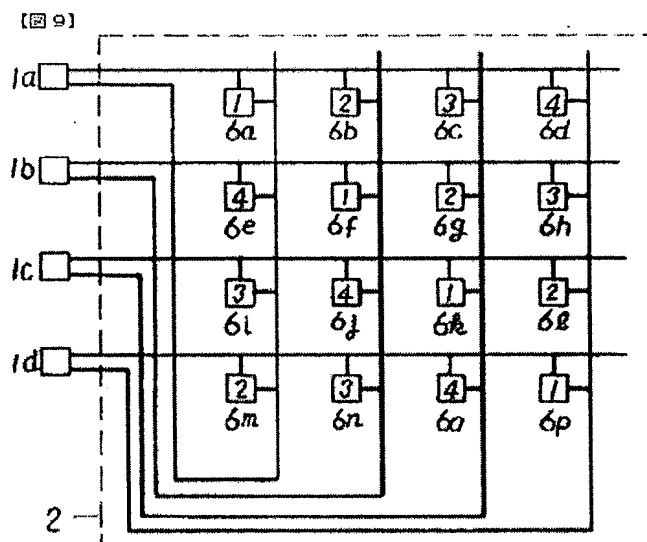 【図9】
1a
1 2 3 4
6a 6b 6c 6d
1b
4 1 2 3
6e 6f 6g 6h
1c
3 4 1 2
6i 6j 6k 6l
1d
2 3 4 1
6m 6n 6o 6p
2